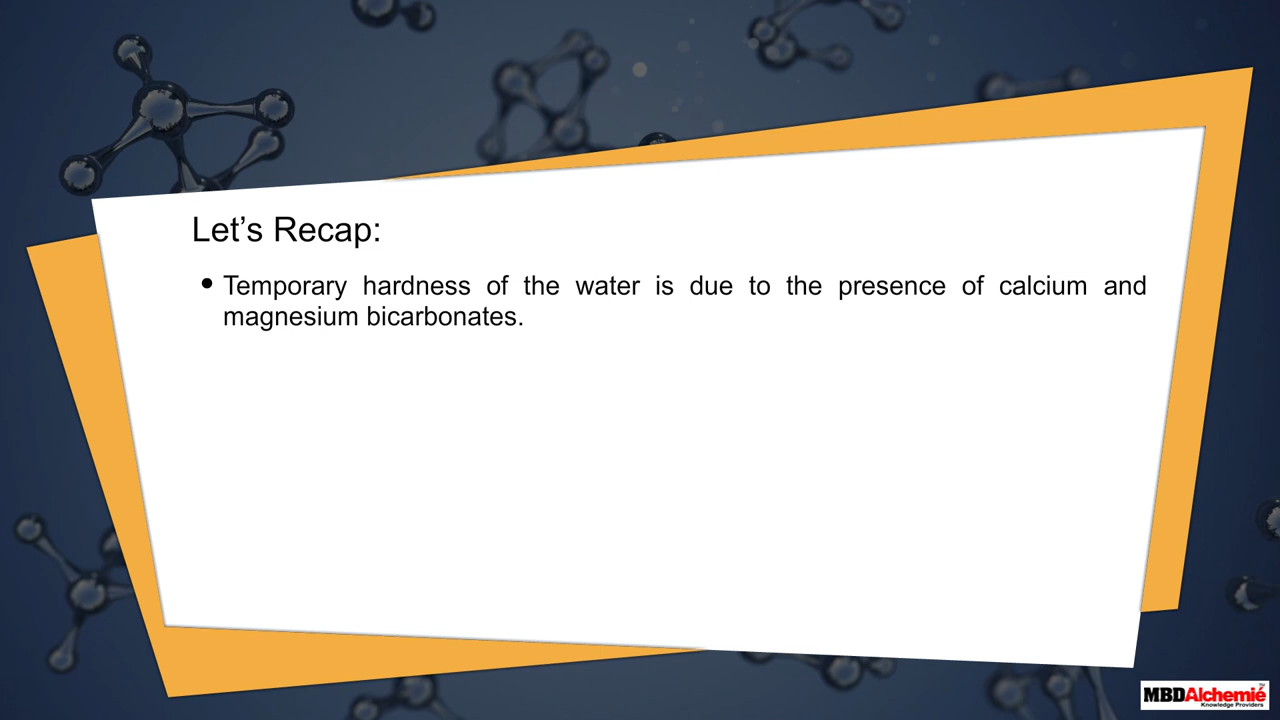 Let’s Recap:
• Temporary hardness of the water is due to the presence of calcium and
magnesium bicarbonates.
MBDAlchemié
Knowledge Providers